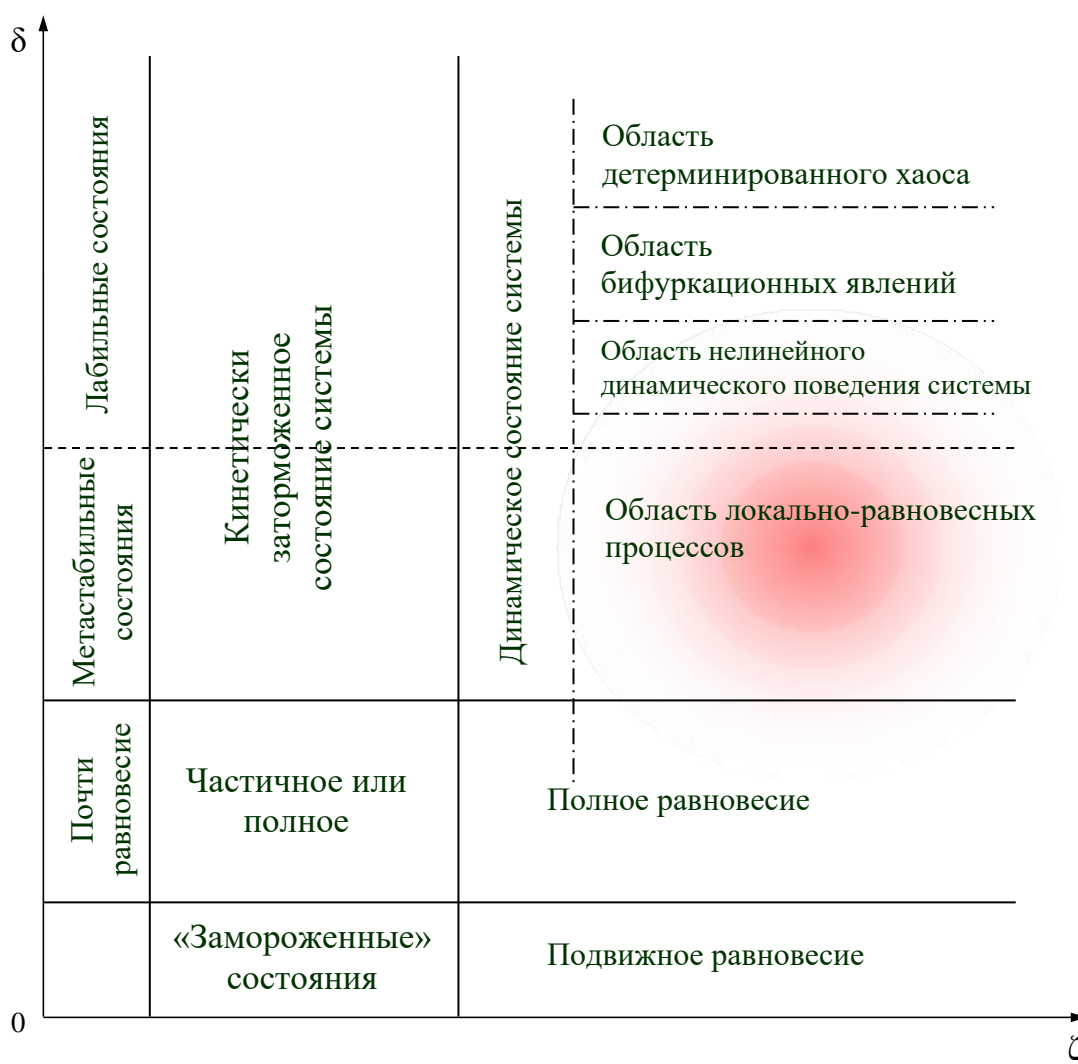 δ
Лабильные состояния
Метастабильные
состояния
Почти
равновесие
Кинетически
заторможенное
состояние системы
Динамическое состояние системы
Область
детерминированного хаоса
Область
бифуркационных явлений
Область нелинейного
динамического поведения системы
Область локально-равновесных
процессов
Частичное или
полное
Полное равновесие
«Замороженные»
состояния
Подвижное равновесие
0
ζ